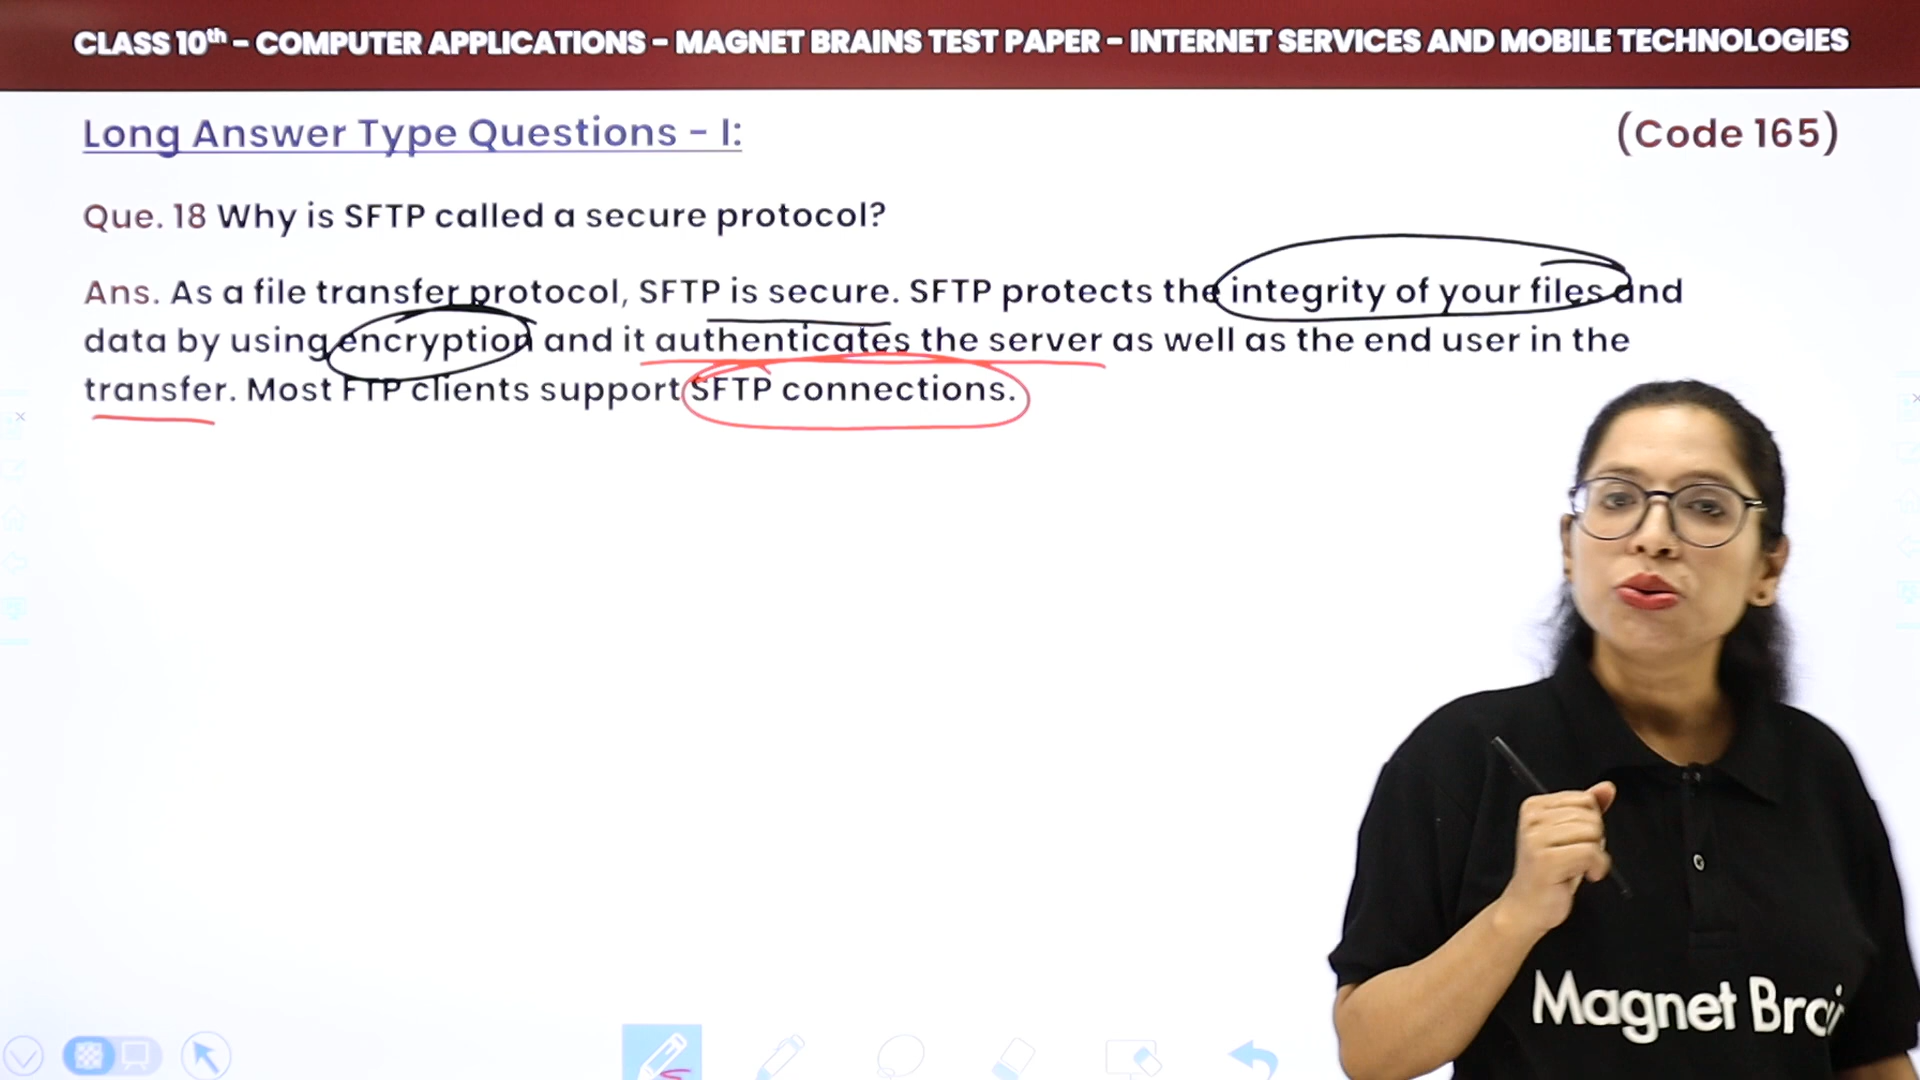 CLASS 10th - COMPUTER APPLICATIONS - MAGNET BRAINS TEST PAPER - INTERNET SERVICES AND MOBILE TECHNOLOGIES
Long Answer Type Questions - I:
(Code 165)
Que. 18 Why is SFTP called a secure protocol?
Ans. As a file transfer protocol, SFTP is secure. SFTP protects the integrity of your files and
data by using encryption and it authenticates the server as well as the end user in the
transfer. Most FTP clients support SFTP connections.
Magnet Brai